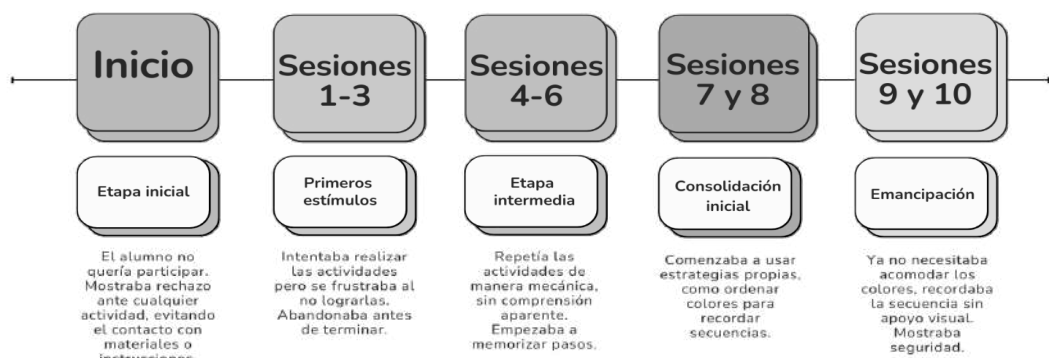 Inicio
Sesiones
1-3
Sesiones
4-6
Sesiones
7 y 8
Sesiones
9 y 10
Etapa inicial
Primeros
estímulos
Etapa
intermedia
Consolidación
inicial
Emancipación
El alumno no
quería participar.
Mostraba rechazo
ante cualquier
actividad, evitando
el contacto con
materiales o
instrucciones.
Intentaba realizar
las actividades
pero se frustraba al
no lograrlas.
Abandonaba antes
de terminar.
Repetía las
actividades de
manera mecánica,
sin comprensión
aparente.
Empezaba a
memorizar pasos.
Comenzaba a usar
estrategias propias,
como ordenar
colores para
recordar
secuencias.
Ya no necesitaba
acomodar los
colores, recordaba
la secuencia sin
apoyo visual.
Mostraba
seguridad.